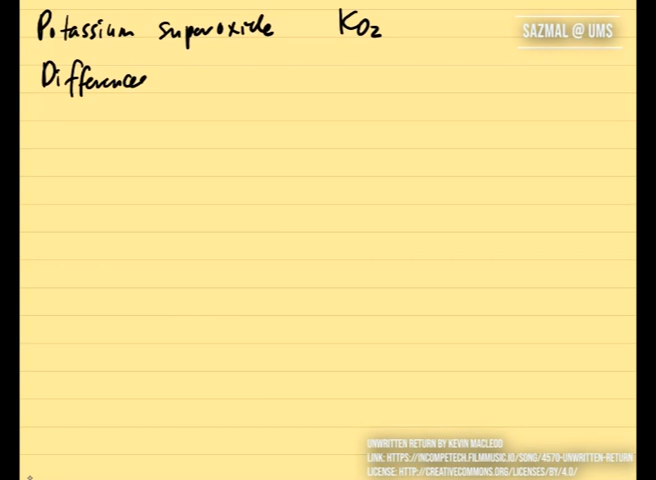 Potassium superoxide KO2
SAZMAL @ UMS
Differences
UNWRITTEN RETURN BY KEVIN MACLEOD
LINK: HTTPS://INCOMPETECH.FILMMUSIC.IO/SONG/4570-UNWRITTEN-RETURN
LICENSE: HTTP://CREATIVECOMMONS.ORG/LICENSES/BY/4.0/